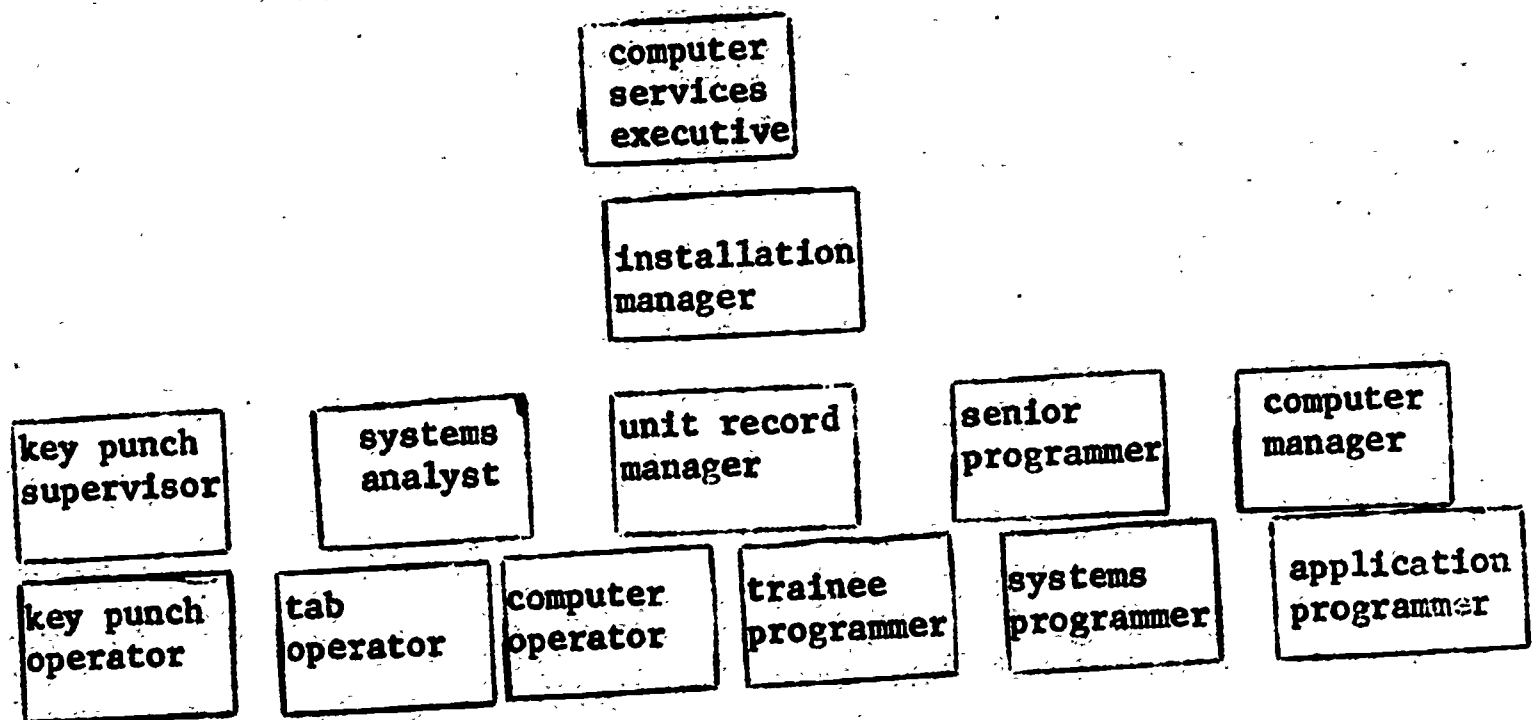 computer
services
executive
installation
manager
key punch
supervisor
systems
analyst
unit record
manager
senior
programmer
computer
manager
key punch
operator
tab
operator
computer
operator
trainee
programmer
systems
programmer
application
programmer